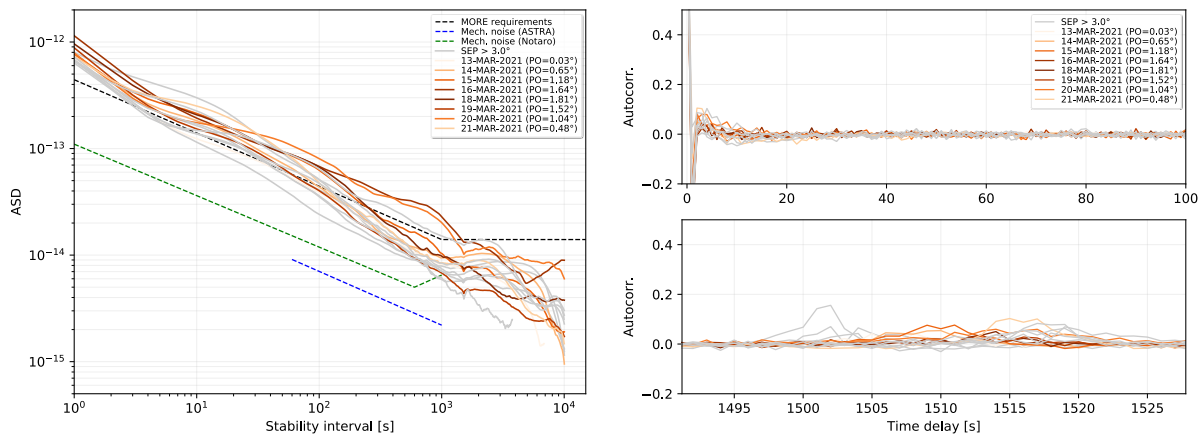 MORE requirements
Mech. noise (ASTRA)
Mech. noise (Notaro)
SEP > 3.0°
13-MAR-2021 (PO=0.03°)
14-MAR-2021 (PO=0.65°)
15-MAR-2021 (PO=1.18°)
16-MAR-2021 (PO=1.64°)
18-MAR-2021 (PO=1.81°)
19-MAR-2021 (PO=1.52°)
20-MAR-2021 (PO=1.04°)
21-MAR-2021 (PO=0.48°)
10⁻¹²
10⁻¹³
10⁻¹⁴
10⁻¹⁵
ASD
10⁰ 10¹ 10² 10³ 10⁴
Stability interval [s]
SEP > 3.0°
13-MAR-2021 (PO=0.03°)
14-MAR-2021 (PO=0.65°)
15-MAR-2021 (PO=1.18°)
16-MAR-2021 (PO=1.64°)
18-MAR-2021 (PO=1.81°)
19-MAR-2021 (PO=1.52°)
20-MAR-2021 (PO=1.04°)
21-MAR-2021 (PO=0.48°)
0.4
0.2
0.0
−0.2
Autocorr.
0 20 40 60 80 100
0.4
0.2
0.0
−0.2
Autocorr.
1495 1500 1505 1510 1515 1520 1525
Time delay [s]